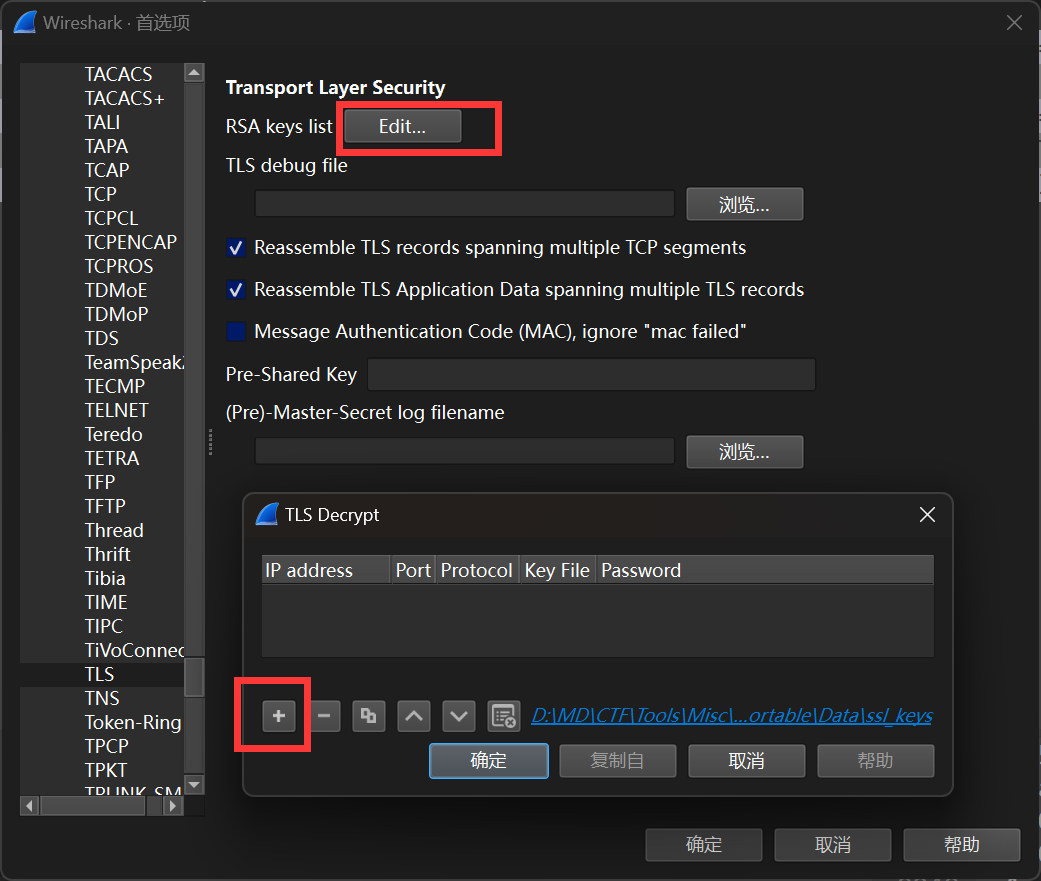 Wireshark · 首选项
TACACS
TACACS+
TALI
TAPA
TCAP
TCP
TCPCL
TCPENCAP
TCPROS
TDMoE
TDMoP
TDS
TeamSpeak2
TECMP
TELNET
Teredo
TETRA
TFP
TFTP
Thread
Thrift
Tibia
TIME
TIPC
TiVoConnec
TLS
TNS
Token-Ring
TPCP
TPKT
TRUNK_SM
Transport Layer Security
RSA keys list Edit...
TLS debug file
浏览...
Reassemble TLS records spanning multiple TCP segments
Reassemble TLS Application Data spanning multiple TLS records
Message Authentication Code (MAC), ignore "mac failed"
Pre-Shared Key
(Pre)-Master-Secret log filename
浏览...
TLS Decrypt
IP address Port Protocol Key File Password
D:\MD\CTF\Tools\Misc\...ortable\Data\ssl_keys
确定 复制自 取消 帮助
确定 取消 帮助